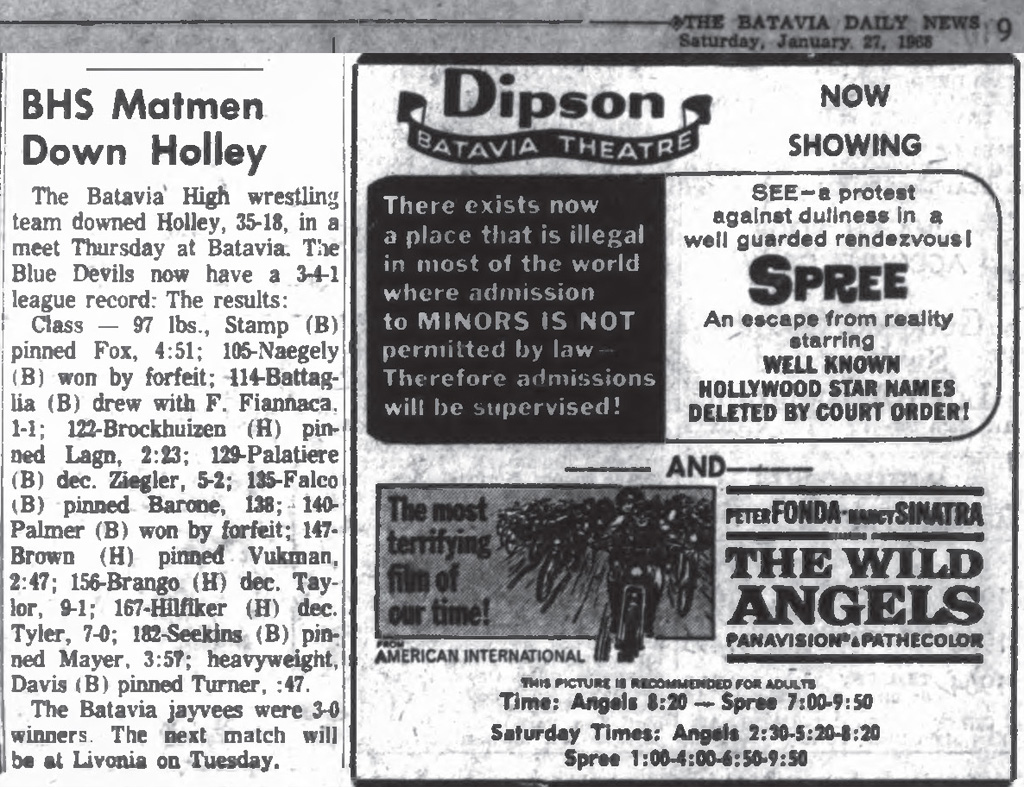 THE BATAVIA DAILY NEWS 9
Saturday, January. 27, 1968
BHS Matmen
Down Holley
The Batavia High wrestling
team downed Holley, 35-18, in a
meet Thursday at Batavia. The
Blue Devils now have a 3-4-1
league record: The results:
Class — 97 lbs., Stamp (B)
pinned Fox, 4:51; 105-Naegely
(B) won by forfeit; 114-Battag-
lia (B) drew with F. Fiannaca,
1-1; 122-Brockhuizen (H) pin-
ned Lagn, 2:23; 129-Palatiere
(B) dec. Ziegler, 5-2; 135-Falco
(B) pinned Barone, 138; 140-
Palmer (B) won by forfeit; 147-
Brown (H) pinned Vukman,
2:47; 156-Brango (H) dec. Tay-
lor, 9-1; 167-Hilfiker (H) dec.
Tyler, 7-0; 182-Seekins (B) pin-
ned Mayer, 3:57; heavyweight,
Davis (B) pinned Turner, :47.
The Batavia jayvees were 3-0
winners. The next match will
be at Livonia on Tuesday.
Dipson
BATAVIA THEATRE
NOW
SHOWING
There exists now
a place that is illegal
in most of the world
where admission
to MINORS IS NOT
permitted by law—
Therefore admissions
will be supervised!
SEE—a protest
against dullness in a
well guarded rendezvous!
SPREE
An escape from reality
starring
WELL KNOWN
HOLLYWOOD STAR NAMES
DELETED BY COURT ORDER!
AND
The most
terrifying
film of
our time!
FROM
AMERICAN INTERNATIONAL
PETER FONDA · NANCY SINATRA
THE WILD
ANGELS
PANAVISION® & PATHECOLOR
THIS PICTURE IS RECOMMENDED FOR ADULTS
Time: Angels 8:20 — Spree 7:00-9:50
Saturday Times: Angels 2:30-5:20-8:20
Spree 1:00-4:00-6:50-9:50